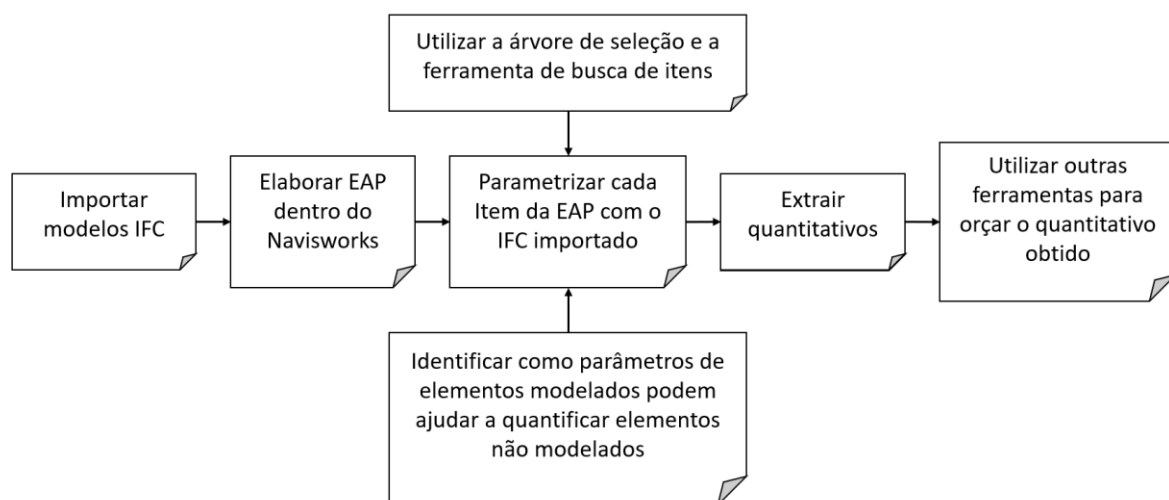 Utilizar a árvore de seleção e a
ferramenta de busca de itens
Importar
modelos IFC
Elaborar EAP
dentro do
Navisworks
Parametrizar cada
Item da EAP com o
IFC importado
Extrair
quantitativos
Utilizar outras
ferramentas para
orçar o quantitativo
obtido
Identificar como parâmetros de
elementos modelados podem
ajudar a quantificar elementos
não modelados